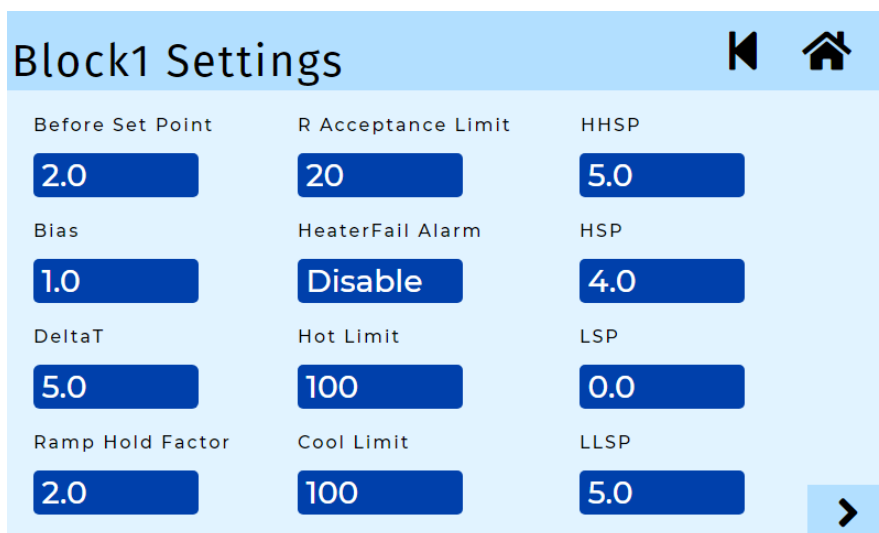 Block1 Settings
Before Set Point R Acceptance Limit HHSP
2.0 20 5.0
Bias HeaterFail Alarm HSP
1.0 Disable 4.0
DeltaT Hot Limit LSP
5.0 100 0.0
Ramp Hold Factor Cool Limit LLSP
2.0 100 5.0